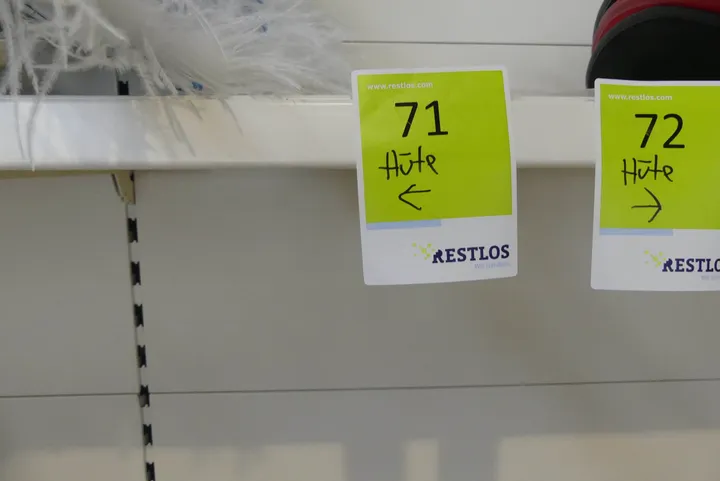 www.restlos.com
71
Hüte
←
RESTLOS
www.restlos.com
72
Hüte
→
RESTLO